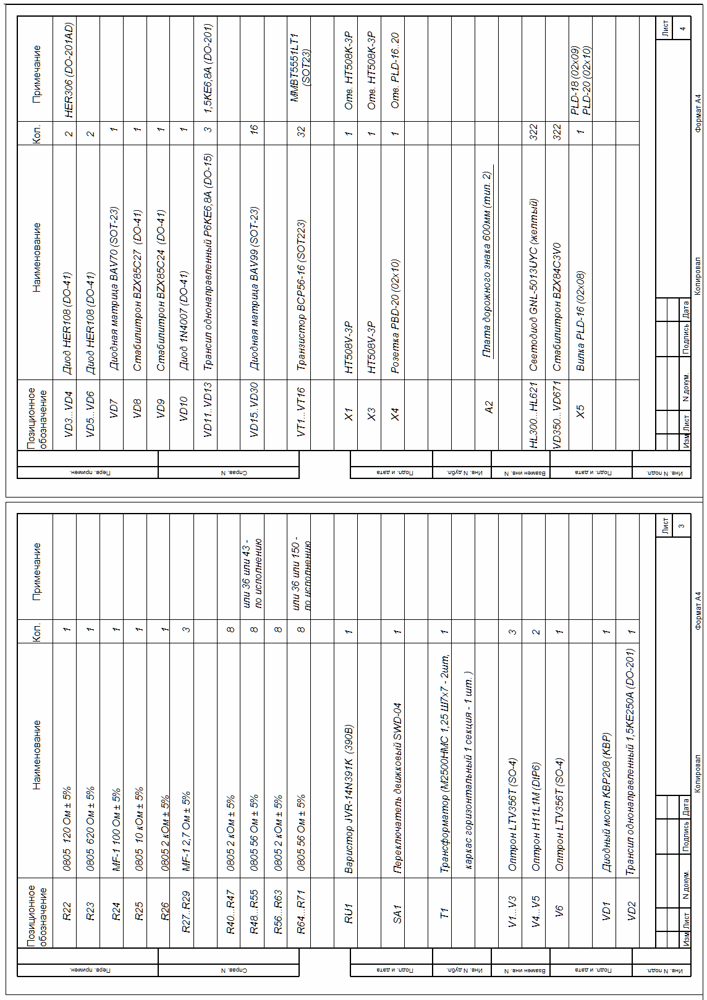 Позиционное обозначение Наименование Кол. Примечание
R22 0805 120 Ом ± 5% 1
R23 0805 620 Ом ± 5% 1
R24 MF-1 100 Ом ± 5% 1
R25 0805 10 кОм ± 5% 1
R26 0805 2 кОм ± 5% 1
R27..R29 MF-1 2,7 Ом ± 5% 3
R40...R47 0805 2 кОм ± 5% 8
или 36 или 43 -
R48...R55 0805 56 Ом ± 5% 8 по исполнению
R56...R63 0805 2 кОм ± 5% 8
или 36 или 150 -
R64...R71 0805 56 Ом ± 5% 8 по исполнению
RU1 Варистор JVR-14N391K (390В) 1
SA1 Переключатель движковый SWD-04 1
T1 Трансформатор (М2500НМС 1,25 Ш7х7 - 2шт, 1
каркас горизонтальный 1 секция - 1 шт. )
V1...V3 Оптрон LTV356T (SO-4) 3
V4...V5 Оптрон H11L1M (DIP6) 2
V6 Оптрон LTV356T (SO-4) 1
VD1 Диодный мост KBP208 (KBP) 1
VD2 Трансил однонаправленный 1,5KE250A (DO-201) 1
Изм Лист N докум. Подпись Дата
Лист
3
Копировал Формат А4
Перв. примен.
Справ. N
Подп. и дата
Инв. N дубл.
Взамен инв N
Подп. и дата
Инв. N подл.
Позиционное обозначение Наименование Кол. Примечание
VD3...VD4 Диод HER108 (DO-41) 2 HER306 (DO-201AD)
VD5...VD6 Диод HER108 (DO-41) 2
VD7 Диодная матрица BAV70 (SOT-23) 1
VD8 Стабилитрон BZX85C27 (DO-41) 1
VD9 Стабилитрон BZX85C24 (DO-41) 1
VD10 Диод 1N4007 (DO-41) 1
VD11..VD13 Трансил однонаправленный P6KE6,8A (DO-15) 3 1,5KE6,8A (DO-201)
VD15..VD30 Диодная матрица BAV99 (SOT-23) 16
MMBT5551LT1
VT1...VT16 Транзистор BCP56-16 (SOT223) 32 (SOT23)
X1 HT508V-3P 1 Отв. HT508K-3P
X3 HT508V-3P 1 Отв. HT508K-3P
X4 Розетка PBD-20 (02x10) 1 Отв. PLD-16..20
A2 Плата дорожного знака 600мм (тип. 2)
HL300...HL621 Светодиод GNL-5013UYC (желтый) 322
VD350... VD671 Стабилитрон BZX84C3V0 322
PLD-18 (02x09)
X5 Вилка PLD-16 (02x08) 1 PLD-20 (02x10)
Изм Лист N докум. Подпись Дата
Лист
4
Копировал Формат А4
Перв. примен.
Справ. N
Подп. и дата
Инв. N дубл.
Взамен инв N
Подп. и дата
Инв. N подл.